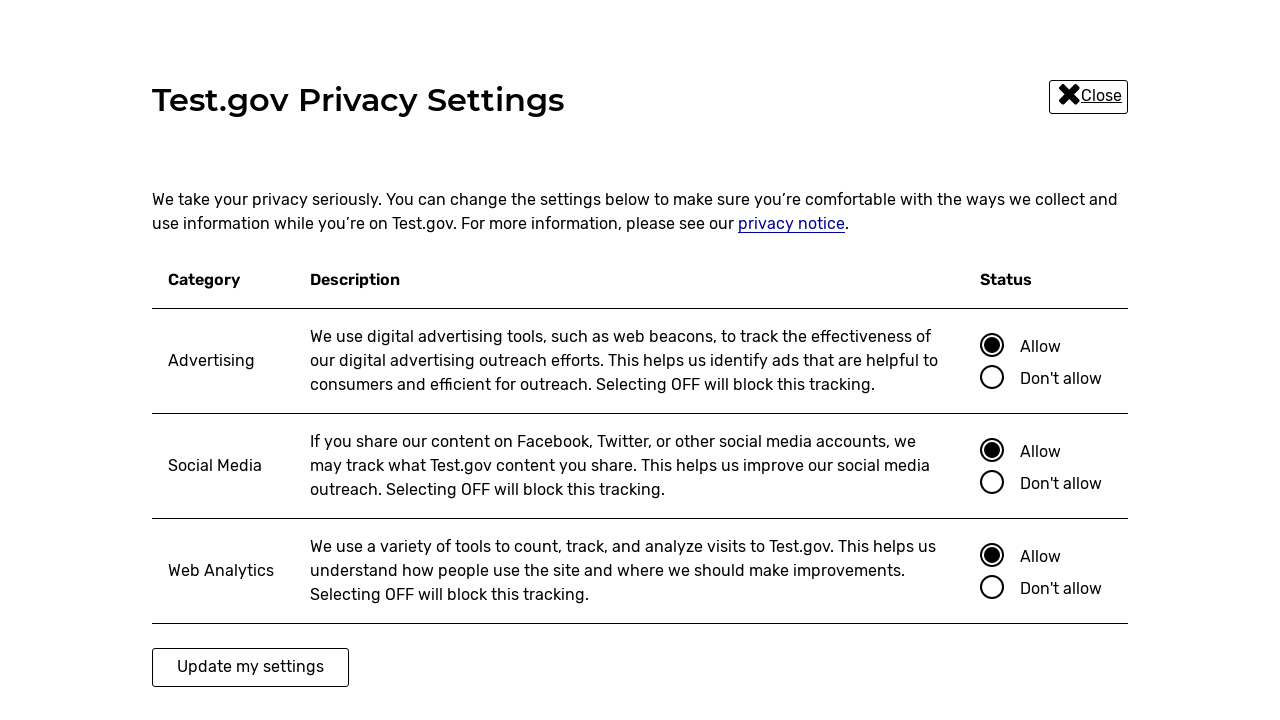 Test.gov Privacy Settings
Close
We take your privacy seriously. You can change the settings below to make sure you’re comfortable with the ways we collect and
use information while you’re on Test.gov. For more information, please see our privacy notice.
Category Description Status
We use digital advertising tools, such as web beacons, to track the effectiveness of
our digital advertising outreach efforts. This helps us identify ads that are helpful to
consumers and efficient for outreach. Selecting OFF will block this tracking.
Advertising
Allow
Don't allow
If you share our content on Facebook, Twitter, or other social media accounts, we
may track what Test.gov content you share. This helps us improve our social media
outreach. Selecting OFF will block this tracking.
Social Media
Allow
Don't allow
We use a variety of tools to count, track, and analyze visits to Test.gov. This helps us
understand how people use the site and where we should make improvements.
Selecting OFF will block this tracking.
Web Analytics
Allow
Don't allow
Update my settings